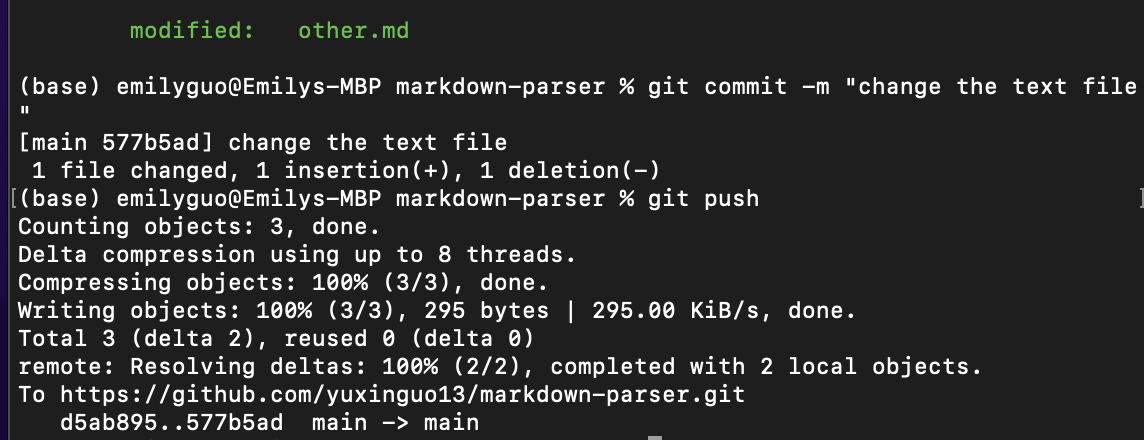 modified:   other.md
(base) emilyguo@Emilys-MBP markdown-parser % git commit -m "change the text file
"
[main 577b5ad] change the text file
 1 file changed, 1 insertion(+), 1 deletion(-)
[(base) emilyguo@Emilys-MBP markdown-parser % git push ]
Counting objects: 3, done.
Delta compression using up to 8 threads.
Compressing objects: 100% (3/3), done.
Writing objects: 100% (3/3), 295 bytes | 295.00 KiB/s, done.
Total 3 (delta 2), reused 0 (delta 0)
remote: Resolving deltas: 100% (2/2), completed with 2 local objects.
To https://github.com/yuxinguo13/markdown-parser.git
   d5ab895..577b5ad  main -> main